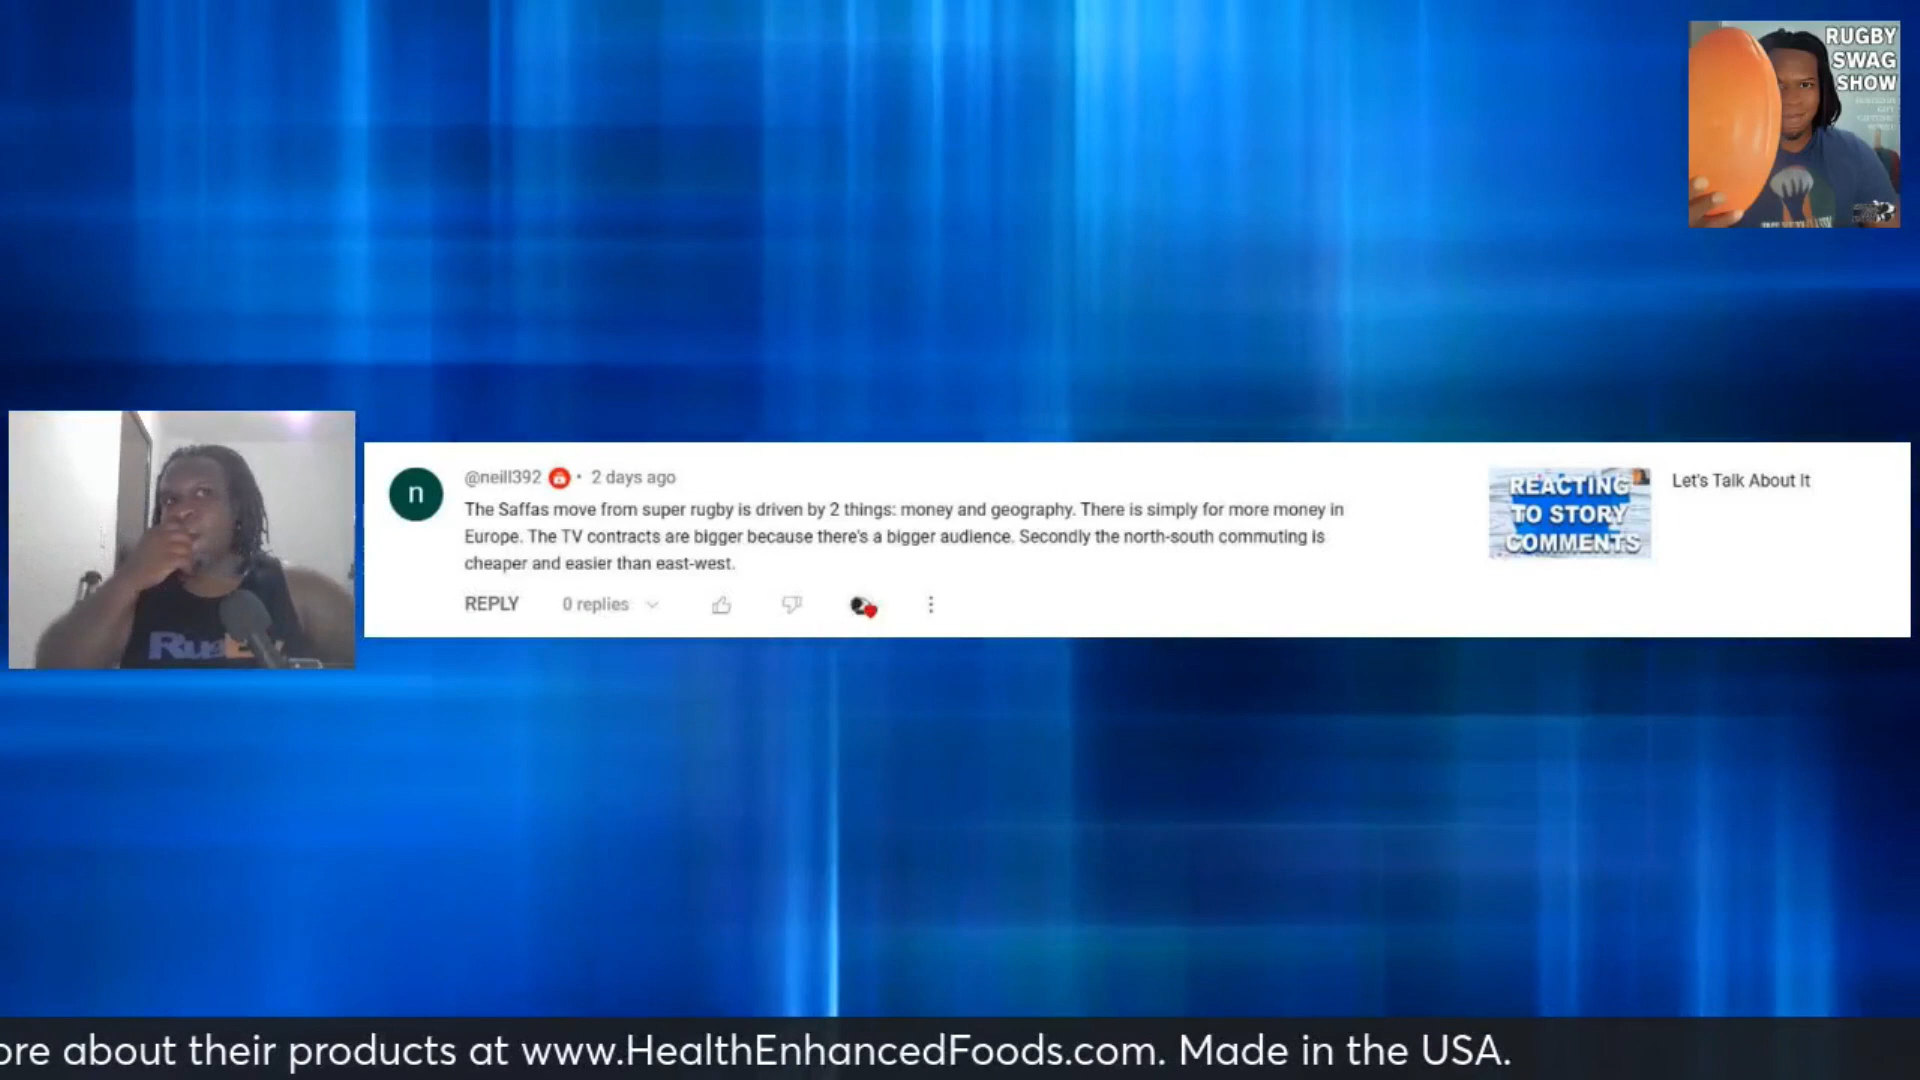 RUGBY
SWAG
SHOW
n
@neill392 • 2 days ago
The Saffas move from super rugby is driven by 2 things: money and geography. There is simply for more money in
Europe. The TV contracts are bigger because there's a bigger audience. Secondly the north-south commuting is
cheaper and easier than east-west.
REPLY 0 replies
REACTING
TO STORY
COMMENTS
Let's Talk About It
ore about their products at www.HealthEnhancedFoods.com. Made in the USA.